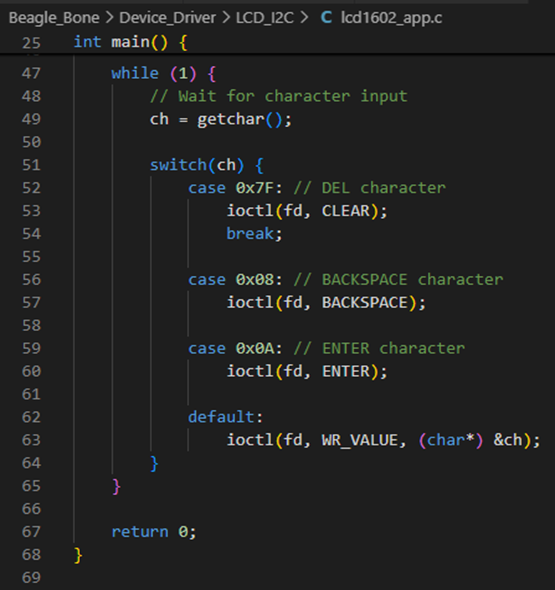 Beagle_Bone > Device_Driver > LCD_I2C > C lcd1602_app.c
25 int main() {
47 while (1) {
48 // Wait for character input
49 ch = getchar();
50
51 switch(ch) {
52 case 0x7F: // DEL character
53 ioctl(fd, CLEAR);
54 break;
55
56 case 0x08: // BACKSPACE character
57 ioctl(fd, BACKSPACE);
58
59 case 0x0A: // ENTER character
60 ioctl(fd, ENTER);
61
62 default:
63 ioctl(fd, WR_VALUE, (char*) &ch);
64 }
65 }
66
67 return 0;
68 }
69